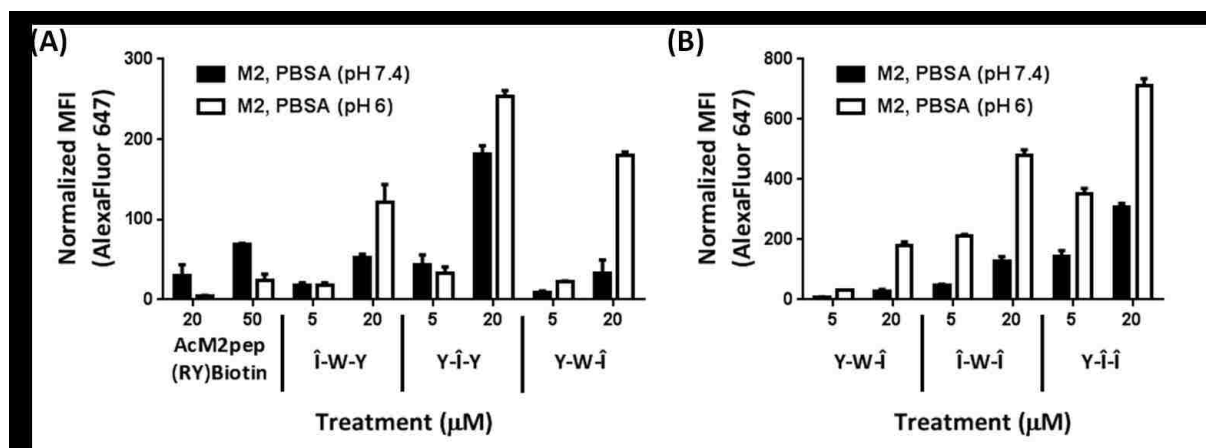 (A)
Normalized MFI
(AlexaFluor 647)
300
200
100
0
M2, PBSA (pH 7.4)
M2, PBSA (pH 6)
20 50 5 20 5 20 5 20
AcM2pep
(RY)Biotin
Î-W-Y Y-Î-Y Y-W-Î
Treatment (μM)
(B)
Normalized MFI
(AlexaFluor 647)
800
600
400
200
0
M2, PBSA (pH 7.4)
M2, PBSA (pH 6)
5 20 5 20 5 20
Y-W-Î Î-W-Î Y-Î-Î
Treatment (μM)